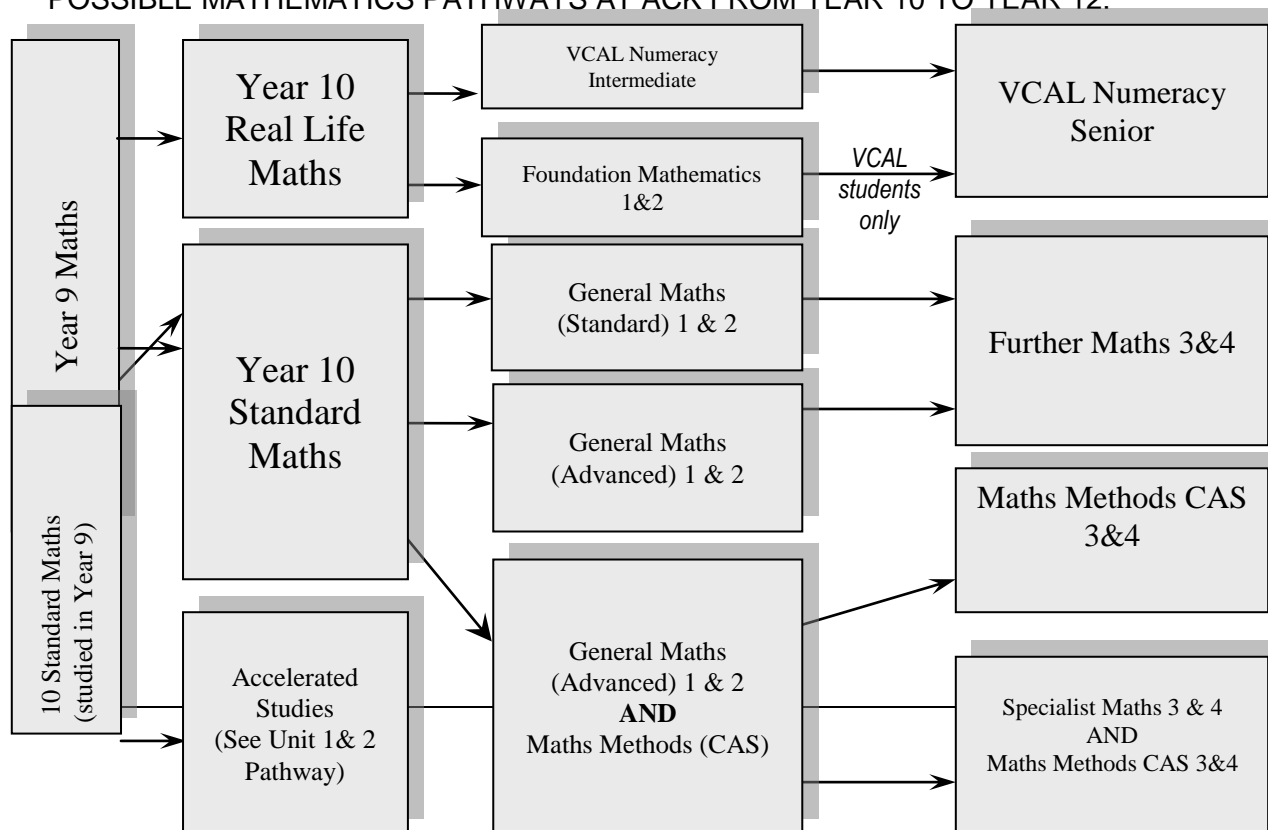 POSSIBLE MATHEMATICS PATHWAYS AT ACK FROM YEAR 10 TO YEAR 12:
Year 9 Maths
10 Standard Maths
(studied in Year 9)
Year 10
Real Life
Maths
Year 10
Standard
Maths
Accelerated
Studies
(See Unit 1& 2
Pathway)
VCAL Numeracy
Intermediate
Foundation Mathematics
1&2
General Maths
(Standard) 1 & 2
General Maths
(Advanced) 1 & 2
General Maths
(Advanced) 1 & 2
AND
Maths Methods (CAS)
VCAL
students
only
VCAL Numeracy
Senior
Further Maths 3&4
Maths Methods CAS
3&4
Specialist Maths 3 & 4
AND
Maths Methods CAS 3&4